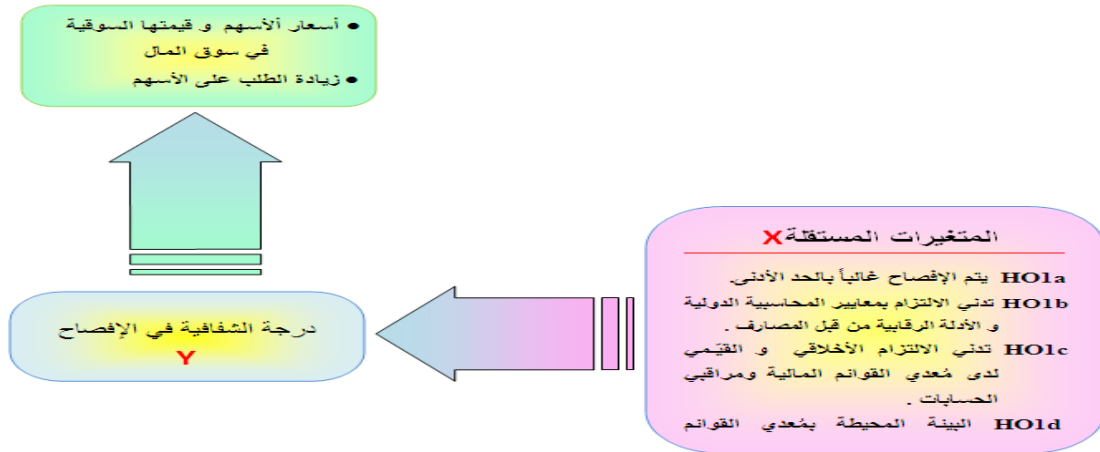 • أسعار ألأسهم و قيمتها السوقية
في سوق المال
• زيادة الطلب على الأسهم
المتغيرات المستقلة X
HO1a يتم الإفصاح غالباً بالحد الأدنى.
HO1b تدني الالتزام بمعايير المحاسبية الدولية
و الأدلة الرقابية من قبل المصارف .
HO1c تدني الالتزام الأخلاقي و القيّمي
لدى مُعدي القوائم المالية ومراقبي
الحسابات .
HO1d البيئة المحيطة بمُعدي القوائم
درجة الشفافية في الإفصاح
Y